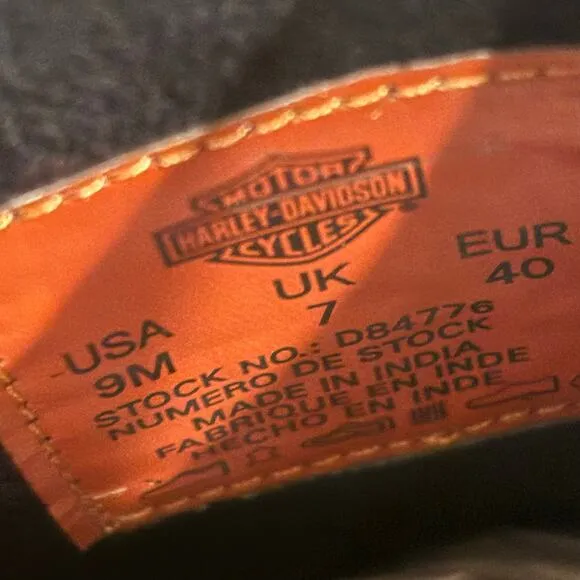 MOTOR
HARLEY-DAVIDSON
CYCLES
®
USA UK EUR
9M 7 40
STOCK NO.: D84776
NUMERO DE STOCK
MADE IN INDIA
FABRIQUE EN INDE
HECHO EN INDE